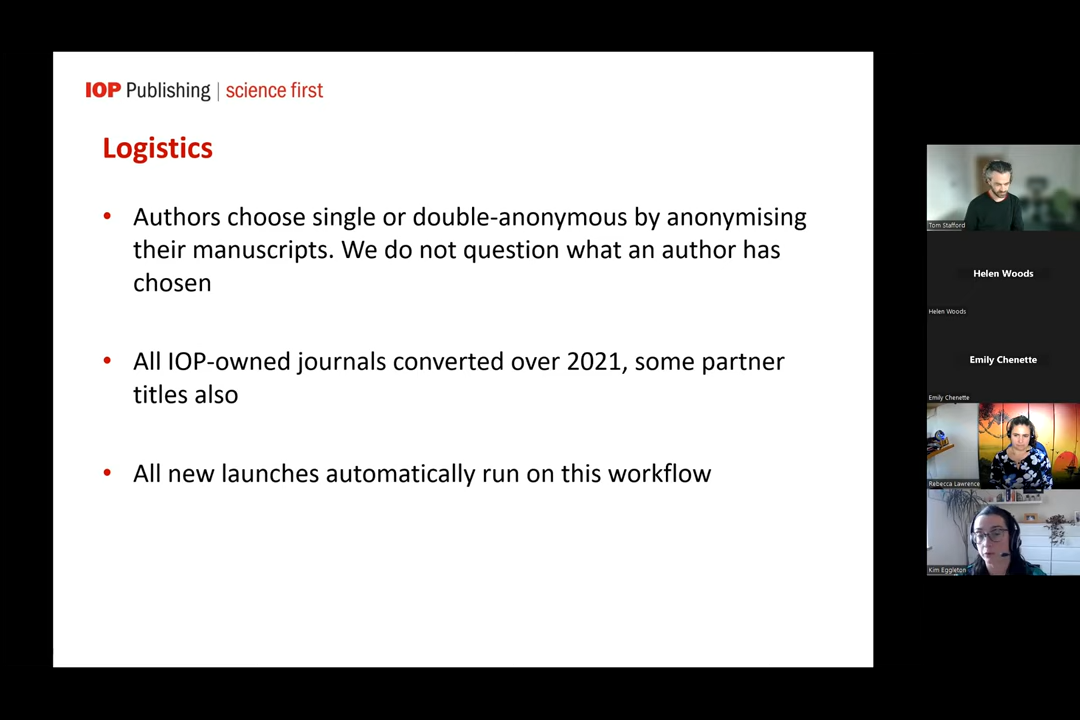 IOP Publishing | science first
Logistics
• Authors choose single or double-anonymous by anonymising
their manuscripts. We do not question what an author has
chosen
• All IOP-owned journals converted over 2021, some partner
titles also
• All new launches automatically run on this workflow
Tom Stafford
Helen Woods
Helen Woods
Emily Chenette
Emily Chenette
Rebecca Lawrence
Kim Eggleton